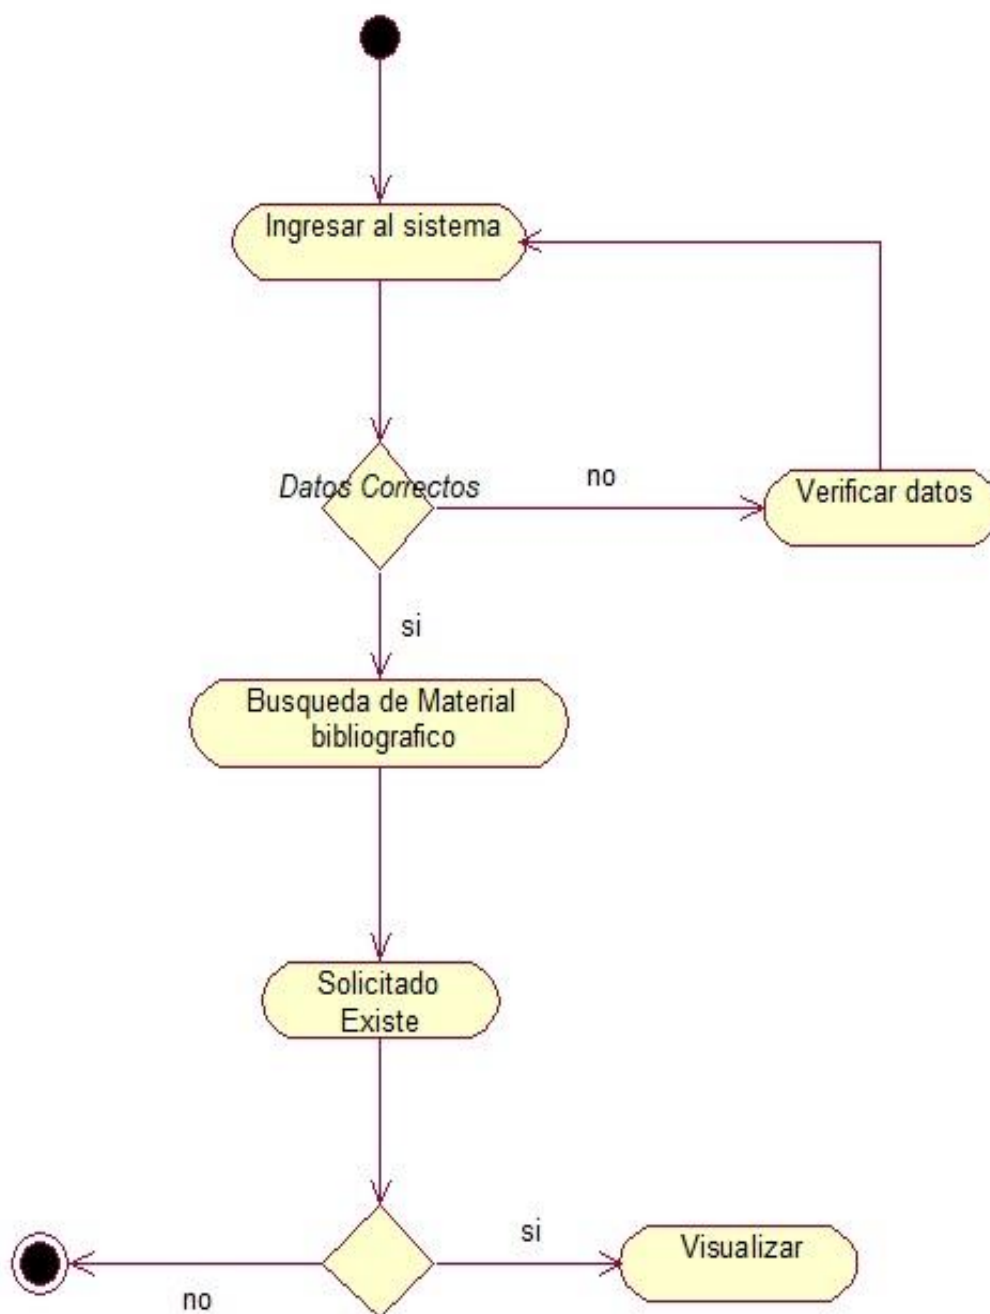 Ingresar al sistema
Datos Correctos
no
Verificar datos
si
Busqueda de Material
bibliografico
Solicitado
Existe
si
Visualizar
no